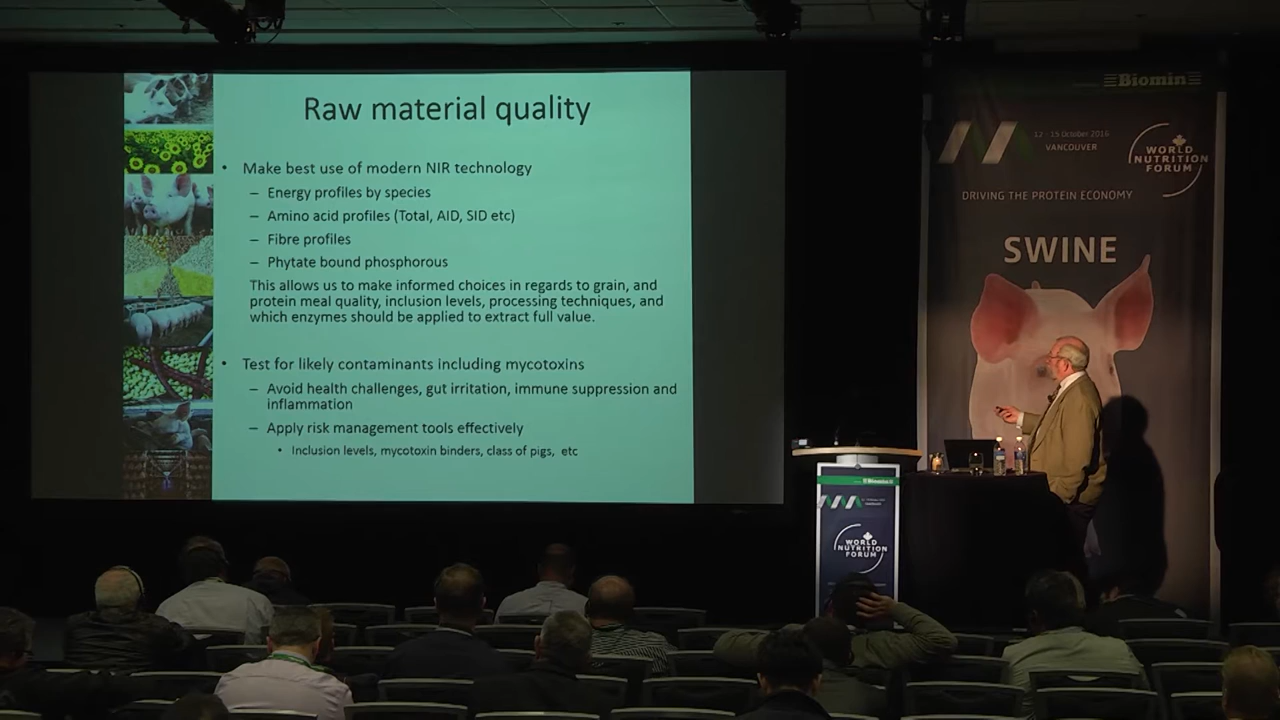 Raw material quality
• Make best use of modern NIR technology
– Energy profiles by species
– Amino acid profiles (Total, AID, SID etc)
– Fibre profiles
– Phytate bound phosphorous
This allows us to make informed choices in regards to grain, and
protein meal quality, inclusion levels, processing techniques, and
which enzymes should be applied to extract full value.
• Test for likely contaminants including mycotoxins
– Avoid health challenges, gut irritation, immune suppression and
inflammation
– Apply risk management tools effectively
• Inclusion levels, mycotoxin binders, class of pigs, etc
Biomin
12 - 15 October 2016
VANCOUVER
WORLD
NUTRITION
FORUM
DRIVING THE PROTEIN ECONOMY
SWINE
Biomin
VANCOUVER
WORLD
NUTRITION
FORUM